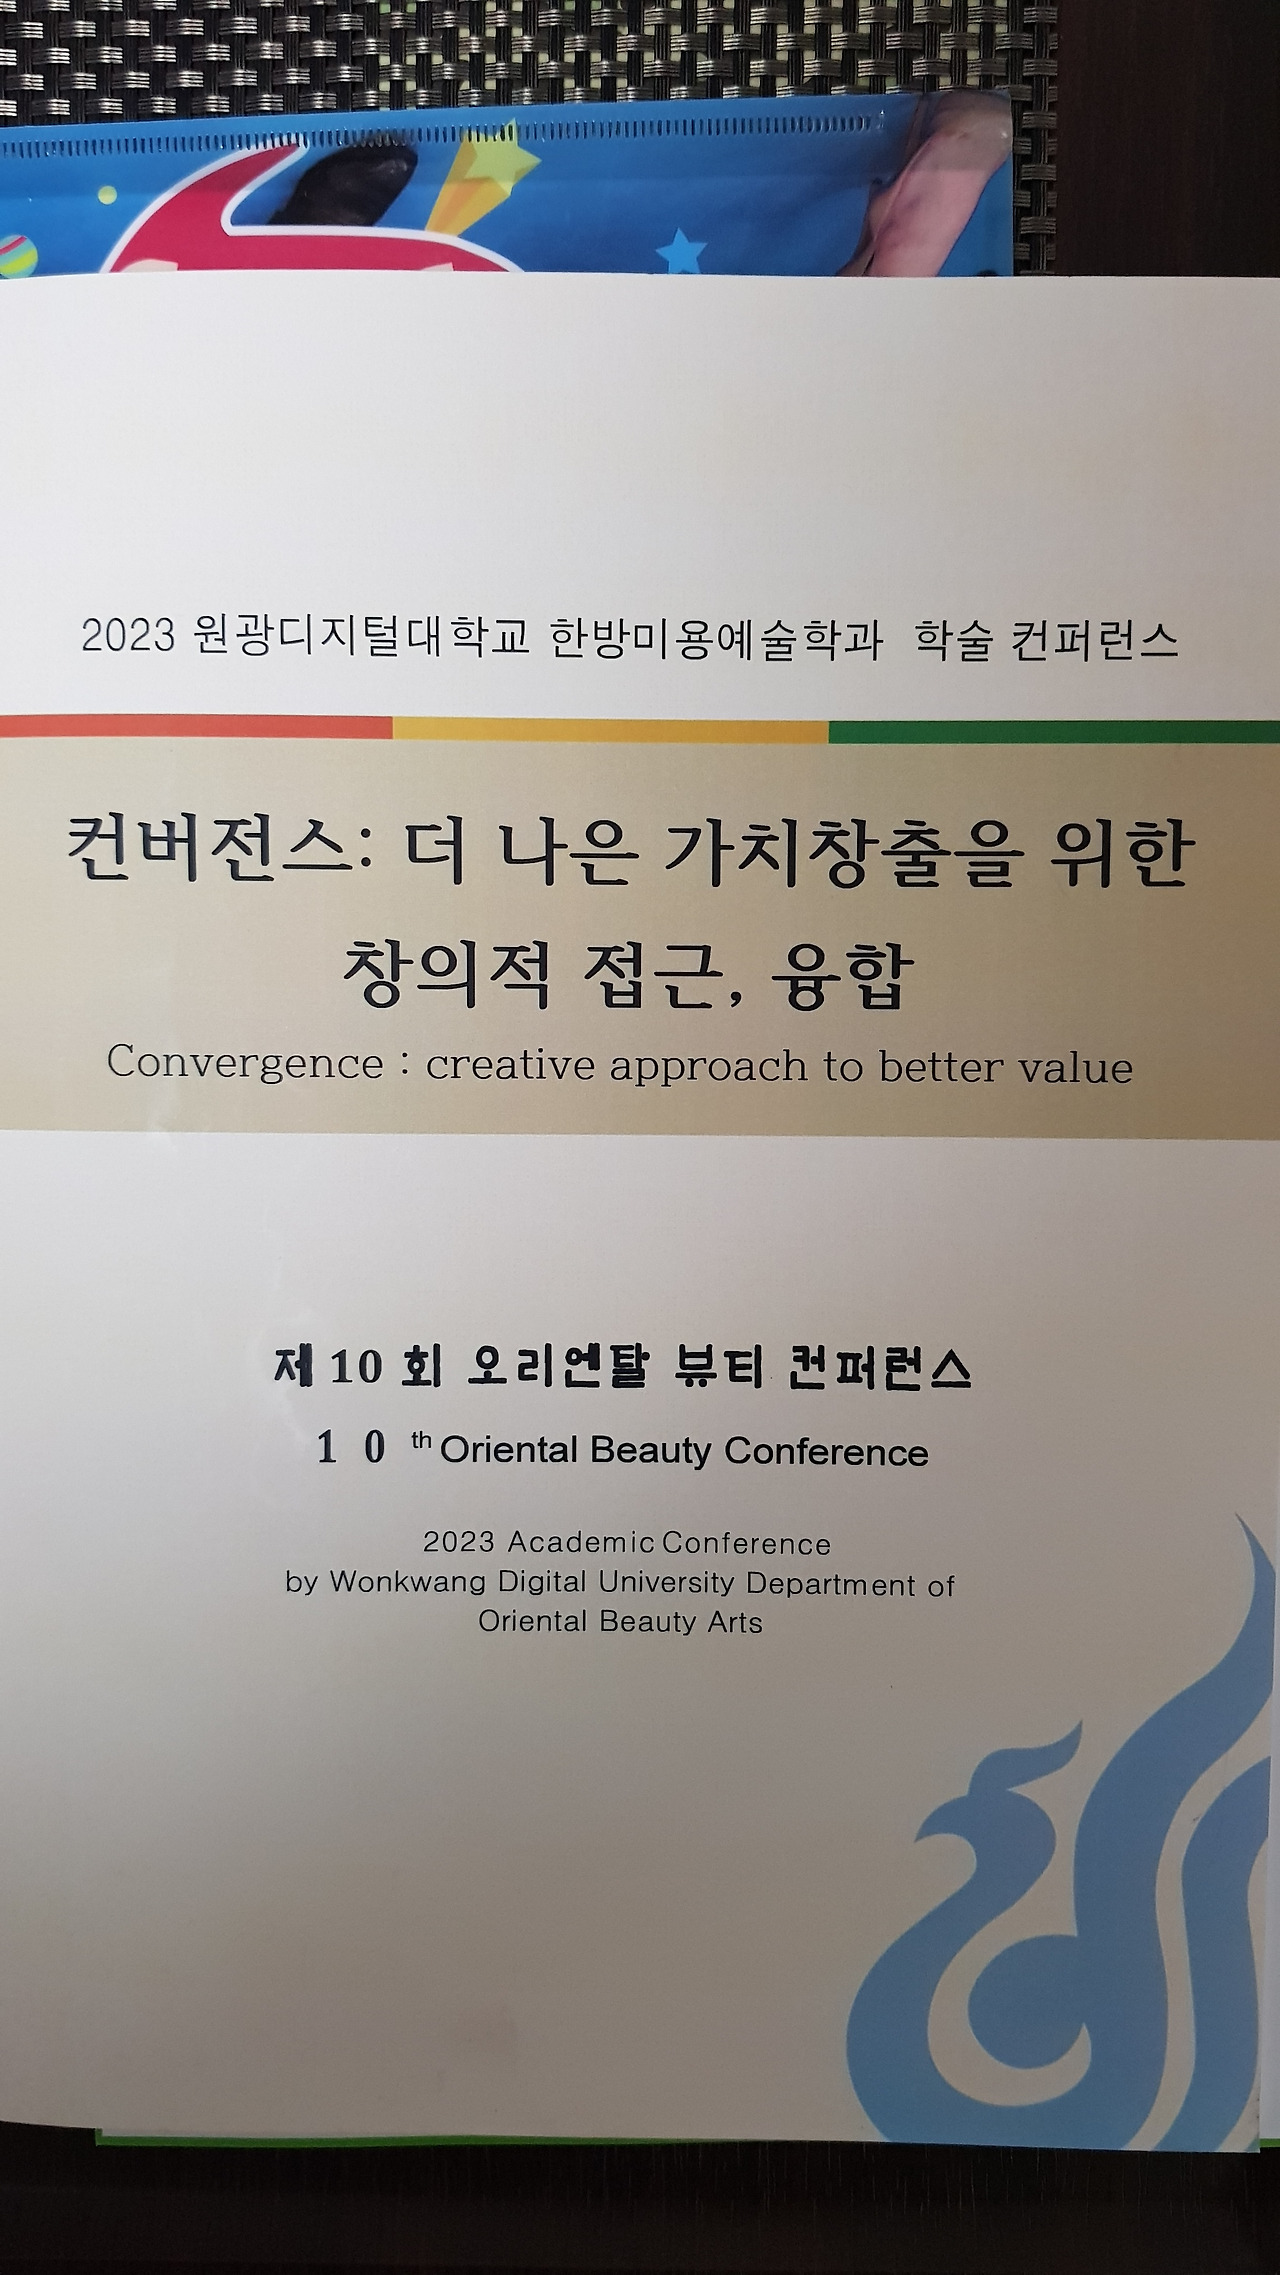 2023 원광디지털대학교 한방미용예술학과 학술 컨퍼런스
컨버전스: 더 나은 가치창출을 위한
창의적 접근, 융합
Convergence : creative approach to better value
제 10 회 오리엔탈 뷰티 컨퍼런스
1 0 th Oriental Beauty Conference
2023 Academic Conference
by Wonkwang Digital University Department of
Oriental Beauty Arts